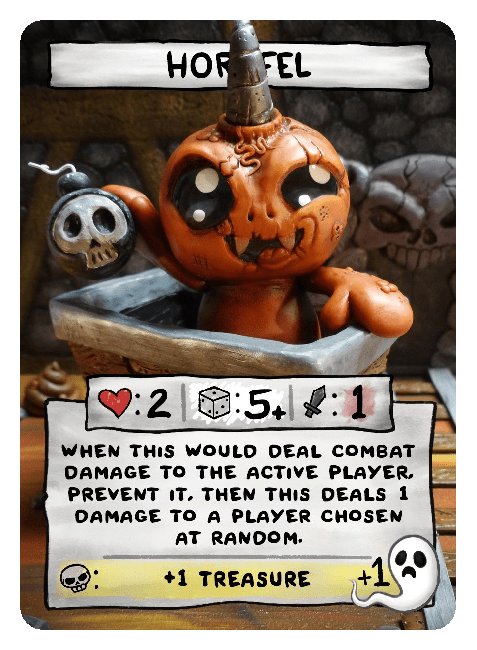 HOR FEL
:2 :5+ :1
WHEN THIS WOULD DEAL COMBAT
DAMAGE TO THE ACTIVE PLAYER,
PREVENT IT. THEN THIS DEALS 1
DAMAGE TO A PLAYER CHOSEN
AT RANDOM.
: +1 TREASURE +1